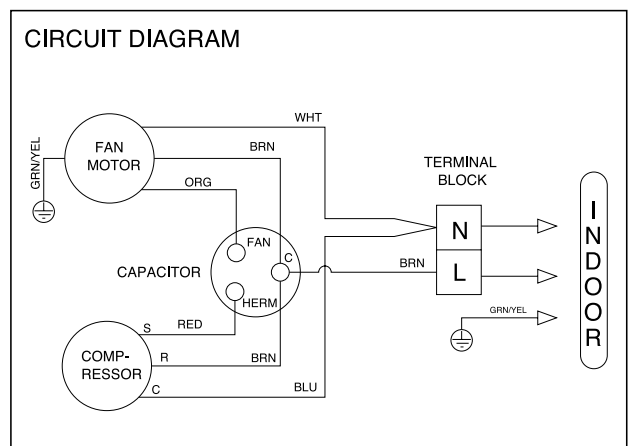 CIRCUIT DIAGRAM
WHT
FAN
MOTOR
BRN
GRN/YEL
ORG
TERMINAL
BLOCK
N
L
INDOOR
FAN
C
CAPACITOR
BRN
HERM
GRN/YEL
S
RED
COMP-
RESSOR
R
BRN
C
BLU